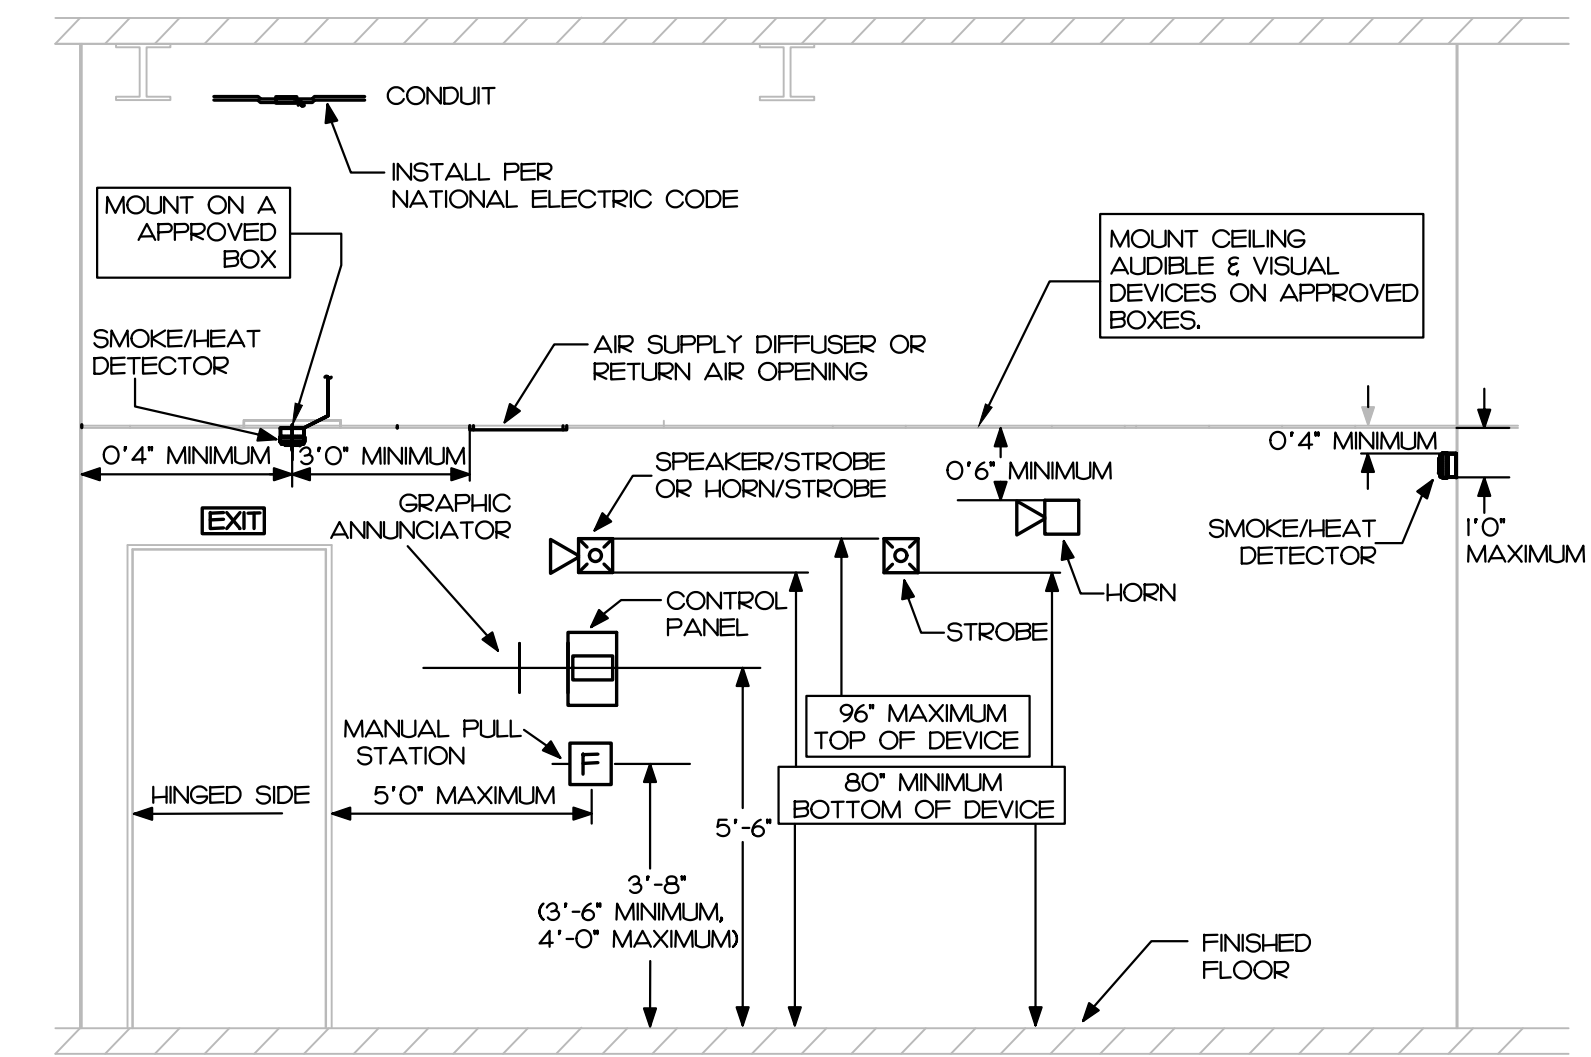 CONDUIT
INSTALL PER
NATIONAL ELECTRIC CODE
MOUNT ON A
APPROVED
BOX
MOUNT CEILING
AUDIBLE & VISUAL
DEVICES ON APPROVED
BOXES.
SMOKE/HEAT
DETECTOR
AIR SUPPLY DIFFUSER OR
RETURN AIR OPENING
0'4" MINIMUM
3'0" MINIMUM
SPEAKER/STROBE
OR HORN/STROBE
0'6" MINIMUM
0'4" MINIMUM
GRAPHIC
ANNUNCIATOR
EXIT
SMOKE/HEAT
DETECTOR
1'0"
MAXIMUM
HORN
CONTROL
PANEL
STROBE
96" MAXIMUM
TOP OF DEVICE
MANUAL PULL
STATION
F
80" MINIMUM
BOTTOM OF DEVICE
HINGED SIDE
5'0" MAXIMUM
5'-6"
3'-8"
(3'-6" MINIMUM,
4'-0" MAXIMUM)
FINISHED
FLOOR